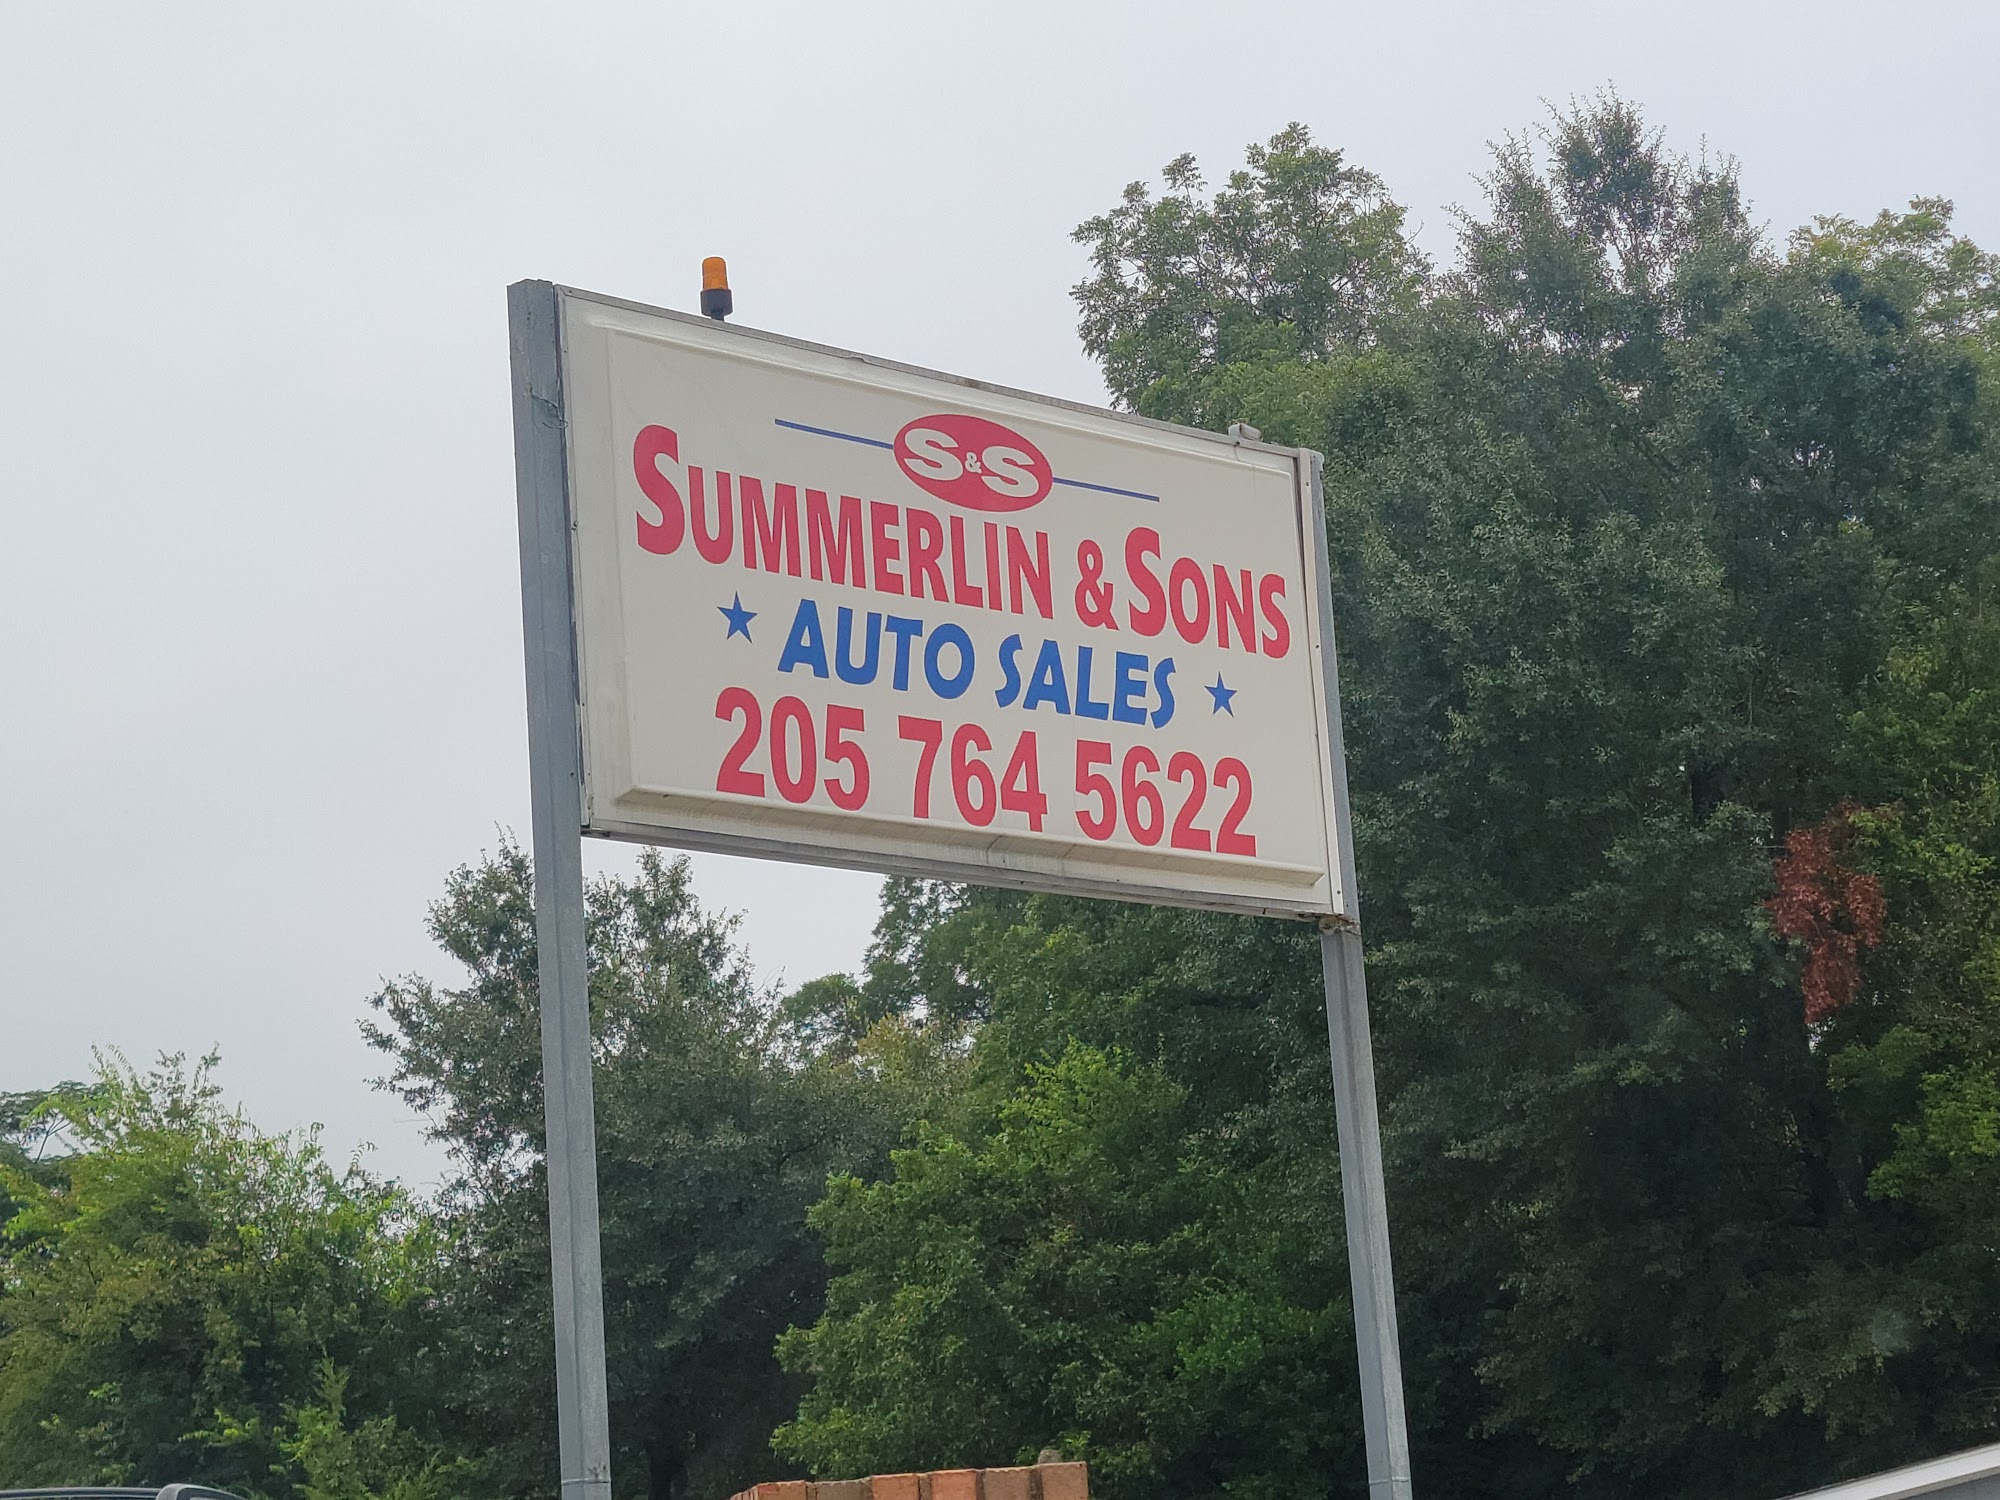 S&S
SUMMERLIN & SONS
AUTO SALES
205 764 5622